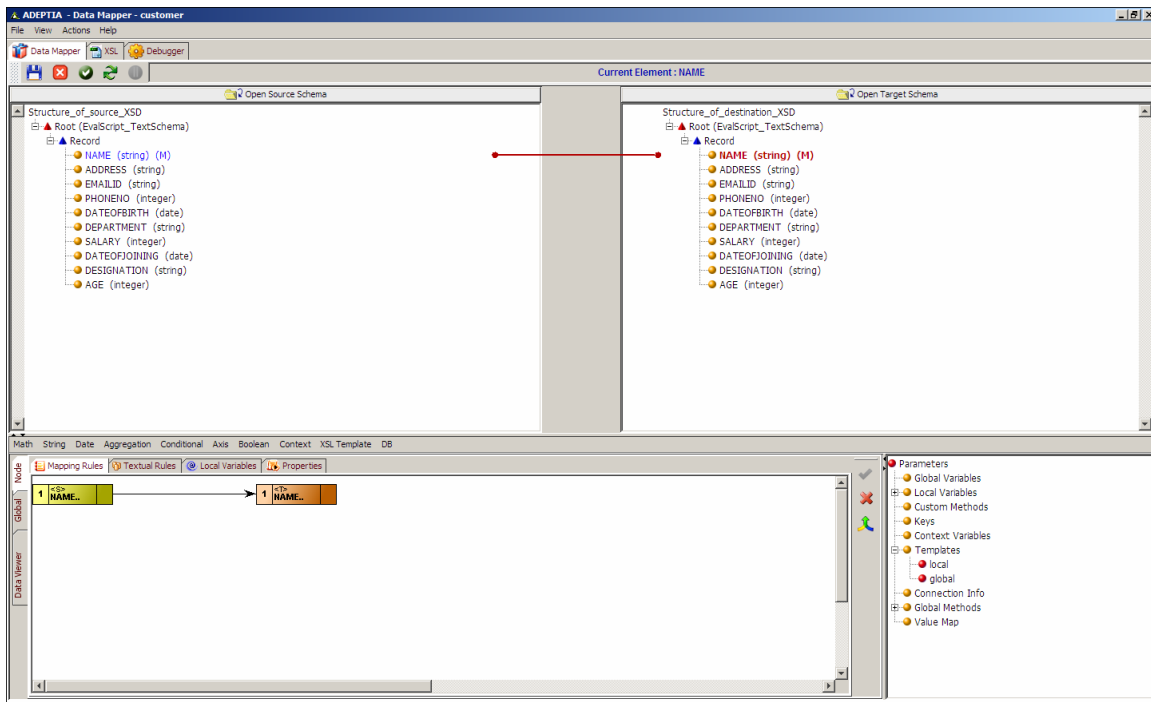 ADEPTIA - Data Mapper - customer
File View Actions Help
Data Mapper XSL Debugger
Current Element : NAME
Open Source Schema
Structure_of_source_XSD
Root (EvalScript_TextSchema)
Record
NAME (string) (M)
ADDRESS (string)
EMAILID (string)
PHONENO (integer)
DATEOFBIRTH (date)
DEPARTMENT (string)
SALARY (integer)
DATEOFJOINING (date)
DESIGNATION (string)
AGE (integer)
Open Target Schema
Structure_of_destination_XSD
Root (EvalScript_TextSchema)
Record
NAME (string) (M)
ADDRESS (string)
EMAILID (string)
PHONENO (integer)
DATEOFBIRTH (date)
DEPARTMENT (string)
SALARY (integer)
DATEOFJOINING (date)
DESIGNATION (string)
AGE (integer)
Math String Date Aggregation Conditional Axis Boolean Context XSL Template DB
Node
Global
Data Viewer
Mapping Rules Textual Rules Local Variables Properties
1 <S> NAME..
1 <T> NAME..
Parameters
Global Variables
Local Variables
Custom Methods
Keys
Context Variables
Templates
local
global
Connection Info
Global Methods
Value Map